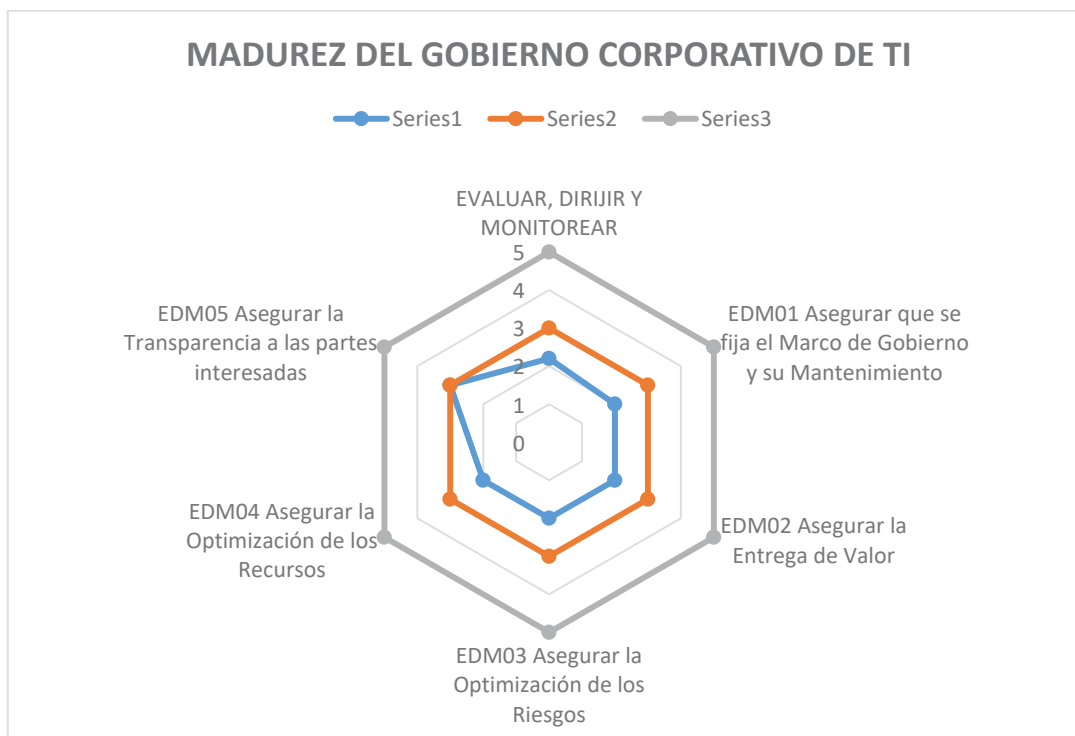 MADUREZ DEL GOBIERNO CORPORATIVO DE TI
Series1 Series2 Series3
EVALUAR, DIRIJIR Y
MONITOREAR
5
4
3
2
1
0
EDM01 Asegurar que se
fija el Marco de Gobierno
y su Mantenimiento
EDM02 Asegurar la
Entrega de Valor
EDM03 Asegurar la
Optimización de los
Riesgos
EDM04 Asegurar la
Optimización de los
Recursos
EDM05 Asegurar la
Transparencia a las partes
interesadas